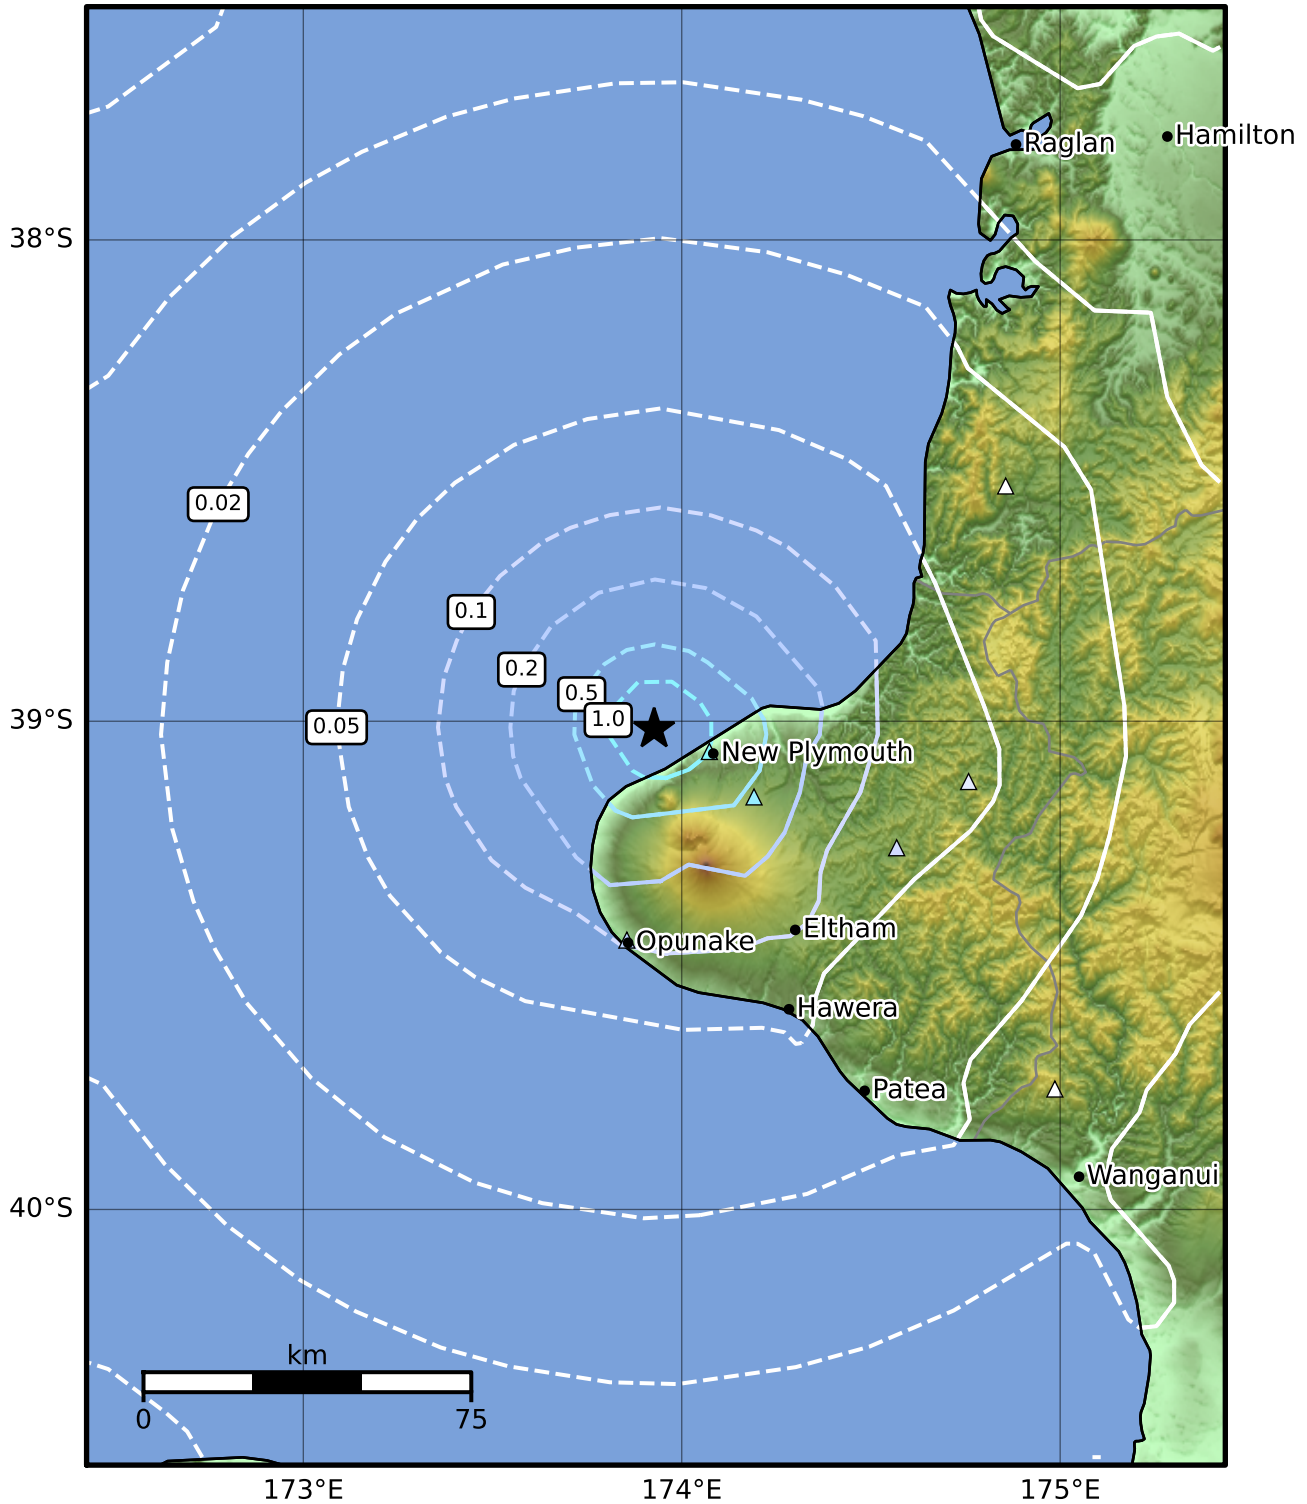 Raglan
Hamilton
38°S
0.02
0.1
0.2
0.5
1.0
0.05
39°S
New Plymouth
Eltham
Opunake
Hawera
Patea
Wanganui
40°S
km
0
75
173°E
174°E
175°E